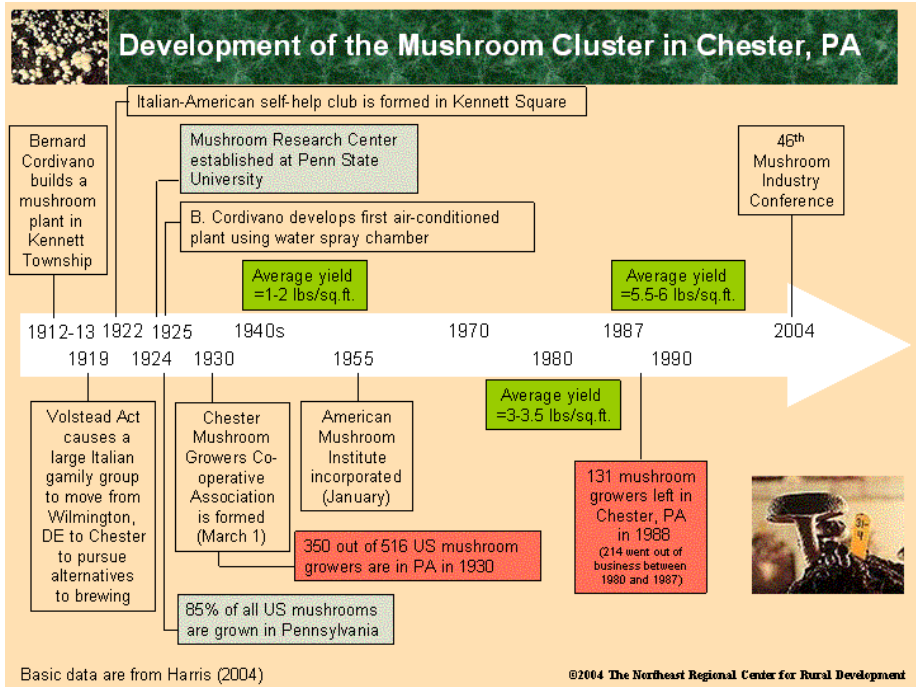 Development of the Mushroom Cluster in Chester, PA
Italian-American self-help club is formed in Kennett Square
Bernard
Cordivano
builds a
mushroom
plant in
Kennett
Township
Mushroom Research Center
established at Penn State
University
46th
Mushroom
Industry
Conference
B. Cordivano develops first air-conditioned
plant using water spray chamber
Average yield
=1-2 lbs/sq.ft.
Average yield
=5.5-6 lbs/sq.ft.
1912-13 1922 1925 1940s 1970 1987 2004
1919 1924 1930 1955 1980 1990
Average yield
=3-3.5 lbs/sq.ft.
Volstead Act
causes a
large Italian
gamily group
to move from
Wilmington,
DE to Chester
to pursue
alternatives
to brewing
Chester
Mushroom
Growers Co-
operative
Association
is formed
(March 1)
American
Mushroom
Institute
incorporated
(January)
131 mushroom
growers left in
Chester, PA
in 1988
(214 went out of
business between
1980 and 1987)
31-
4
350 out of 516 US mushroom
growers are in PA in 1930
85% of all US mushrooms
are grown in Pennsylvania
Basic data are from Harris (2004)
©2004 The Northeast Regional Center for Rural Development